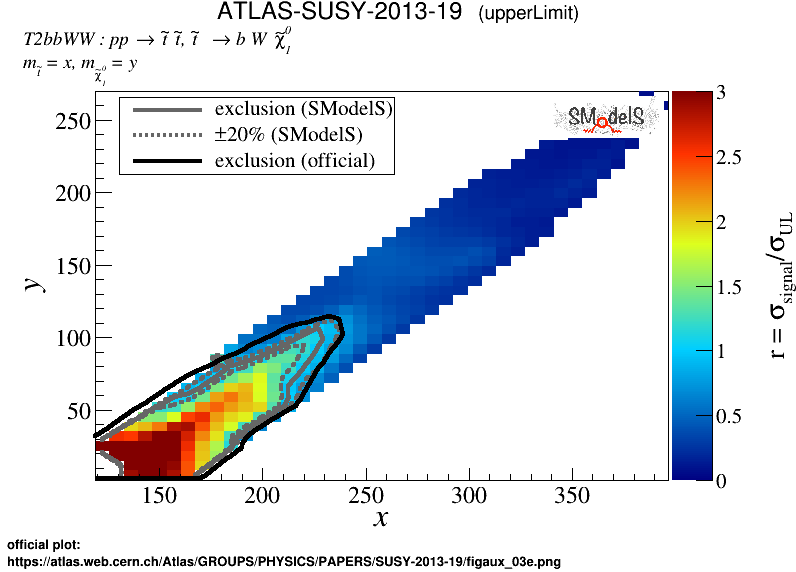 ATLAS-SUSY-2013-19 (upperLimit)
T2bbWW : pp → t̃ t̃, t̃ → b W χ̃₁⁰
m_t̃ = x, m_χ̃₁⁰ = y
exclusion (SModelS)
±20% (SModelS)
exclusion (official)
SModelS
250
200
150
100
50
y
150
200
250
300
350
x
3
2.5
2
1.5
1
0.5
0
r = σ_signal/σ_UL
official plot:
https://atlas.web.cern.ch/Atlas/GROUPS/PHYSICS/PAPERS/SUSY-2013-19/figaux_03e.png